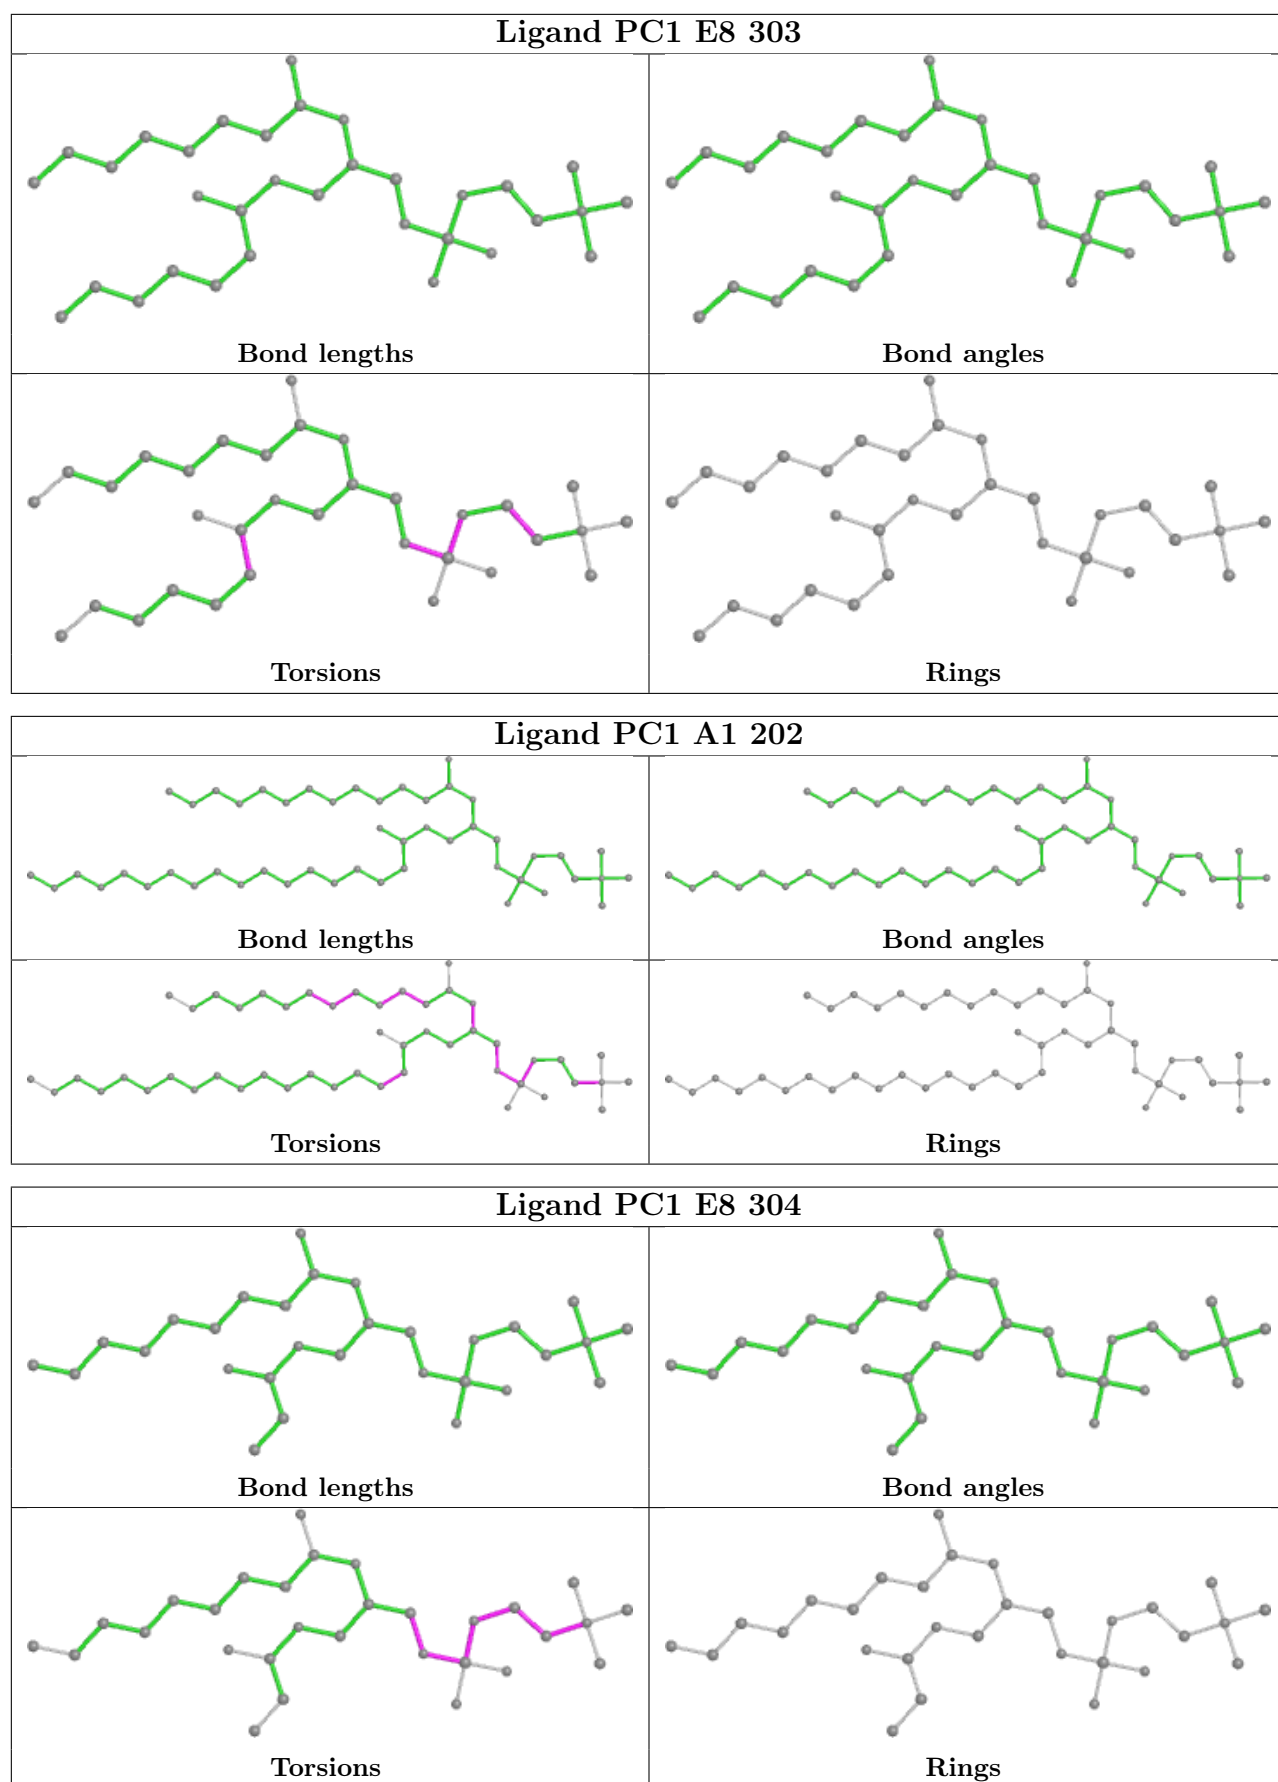 Ligand PC1 E8 303
Bond lengths
Bond angles
Torsions
Rings
Ligand PC1 A1 202
Bond lengths
Bond angles
Torsions
Rings
Ligand PC1 E8 304
Bond lengths
Bond angles
Torsions
Rings